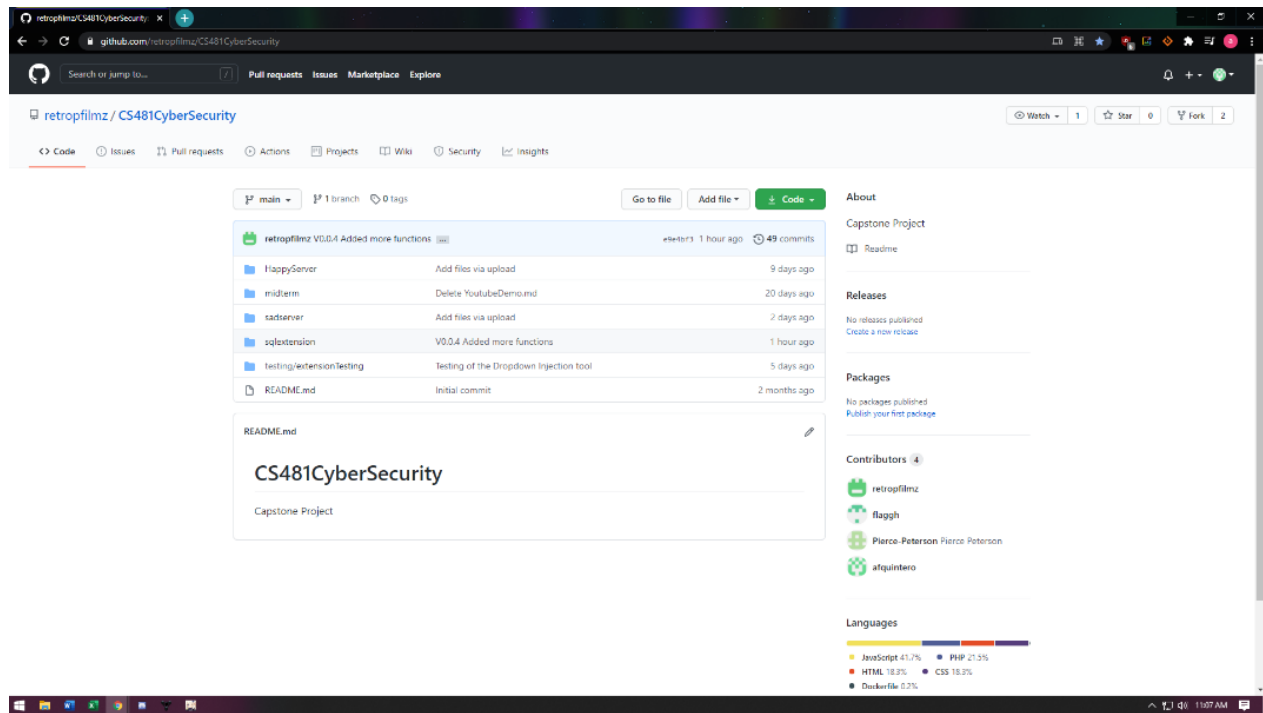 retropfilmz/CS481CyberSecurity:
github.com/retropfilmz/CS481CyberSecurity
Search or jump to... / Pull requests Issues Marketplace Explore
retropfilmz / CS481CyberSecurity
Watch 1 Star 0 Fork 2
Code Issues Pull requests Actions Projects Wiki Security Insights
main 1 branch 0 tags Go to file Add file Code
retropfilmz V0.0.4 Added more functions ... 1 hour ago 49 commits
HappyServer Add files via upload 9 days ago
midterm Delete YoutubeDemo.md 20 days ago
sadserver Add files via upload 2 days ago
sqlextension V0.0.4 Added more functions 1 hour ago
testing/extensionTesting Testing of the Dropdown Injection tool 5 days ago
README.md Initial commit 2 months ago
README.md
CS481CyberSecurity
Capstone Project
About
Capstone Project
Readme
Releases
No releases published
Create a new release
Packages
No packages published
Publish your first package
Contributors 4
retropfilmz
flaggh
Pierce-Peterson Pierce Peterson
afquintero
Languages
JavaScript 41.7% PHP 21.5%
HTML 18.3% CSS 18.3%
Dockerfile 0.2%
11:07 AM